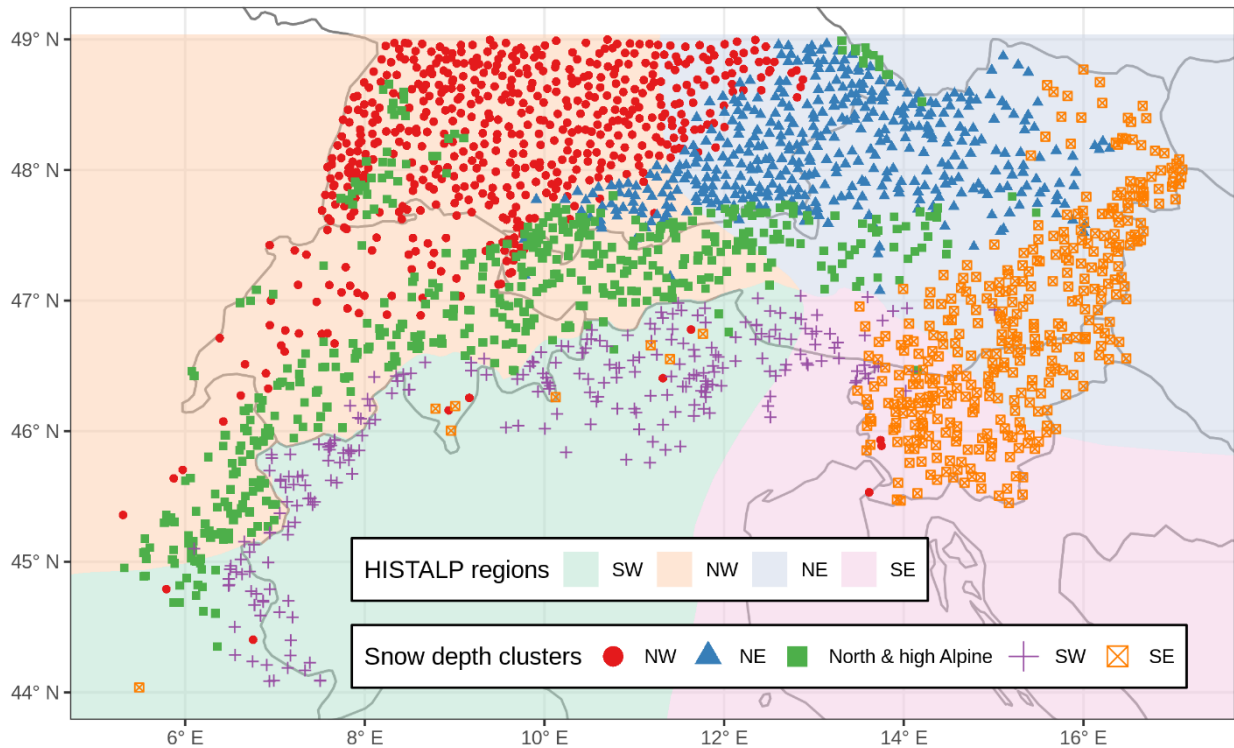 49° N
48° N
47° N
46° N
45° N
44° N
HISTALP regions SW NW NE SE
Snow depth clusters NW NE North & high Alpine SW SE
6° E 8° E 10° E 12° E 14° E 16° E